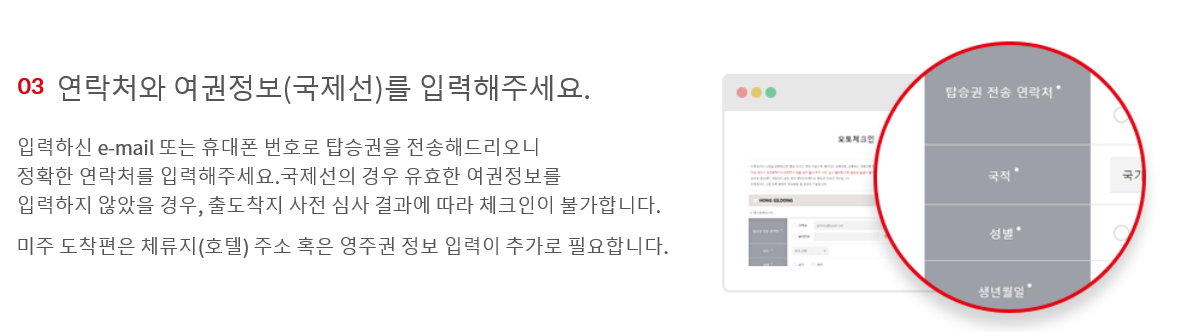 03 연락처와 여권정보(국제선)를 입력해주세요.
입력하신 e-mail 또는 휴대폰 번호로 탑승권을 전송해드리오니
정확한 연락처를 입력해주세요.국제선의 경우 유효한 여권정보를
입력하지 않았을 경우, 출도착지 사전 심사 결과에 따라 체크인이 불가합니다.
미주 도착편은 체류지(호텔) 주소 혹은 영주권 정보 입력이 추가로 필요합니다.
오토체크인
HONG GILDONG
탑승권 전송 연락처 *
국적 *
성별 *
생년월일 *